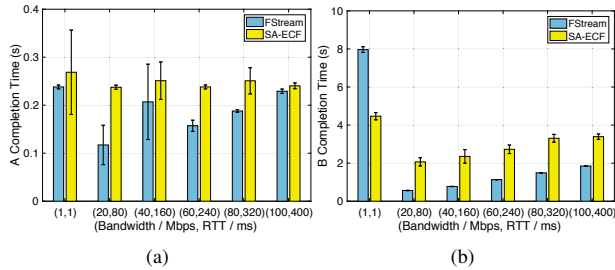 A Completion Time (s)
0.4
0.3
0.2
0.1
0
FStream
SA-ECF
(1,1)
(20,80)
(40,160)
(60,240)
(80,320)
(100,400)
(Bandwidth / Mbps, RTT / ms)
(a)
B Completion Time (s)
10
8
6
4
2
0
FStream
SA-ECF
(1,1)
(20,80)
(40,160)
(60,240)
(80,320)
(100,400)
(Bandwidth / Mbps, RTT / ms)
(b)